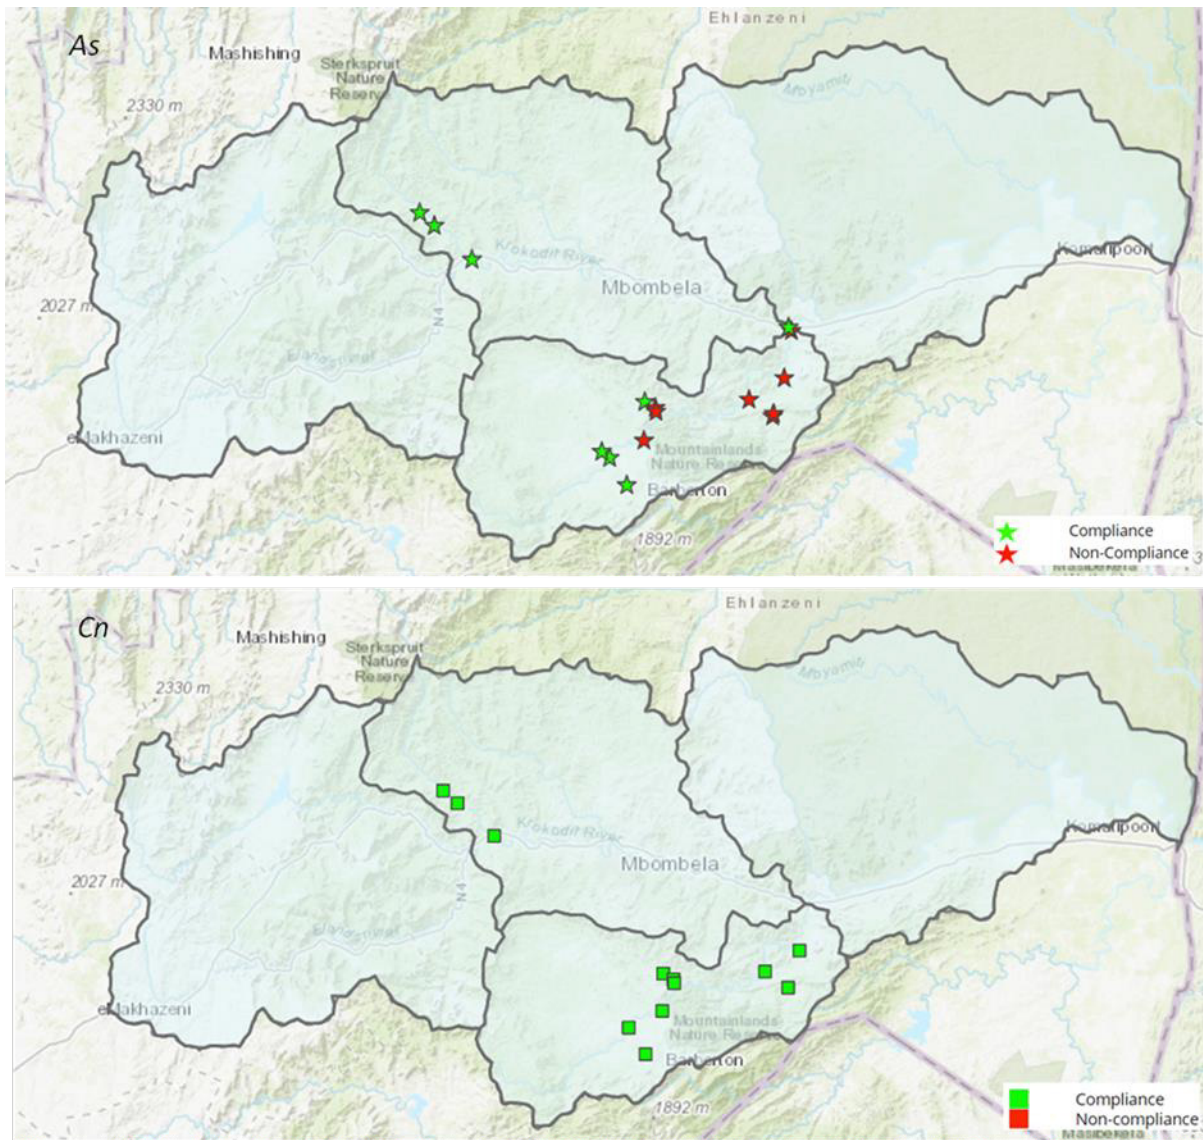 As
Ehlanzeni
Mashishing
Sterkspruit
Nature
Reserve
2330 m
Krokodil River
Mbombela
Komatipoort
2027 m
N4
eMakhazeni
Mountainlands
Nature Reserve
Barberton
1892 m
Compliance
Non-Compliance
Cn
Ehlanzeni
Mashishing
Sterkspruit
Nature
Reserve
2330 m
Krokodil River
Mbombela
Komatipoort
2027 m
N4
eMakhazeni
Mountainlands
Nature Reserve
Barberton
1892 m
Compliance
Non-compliance